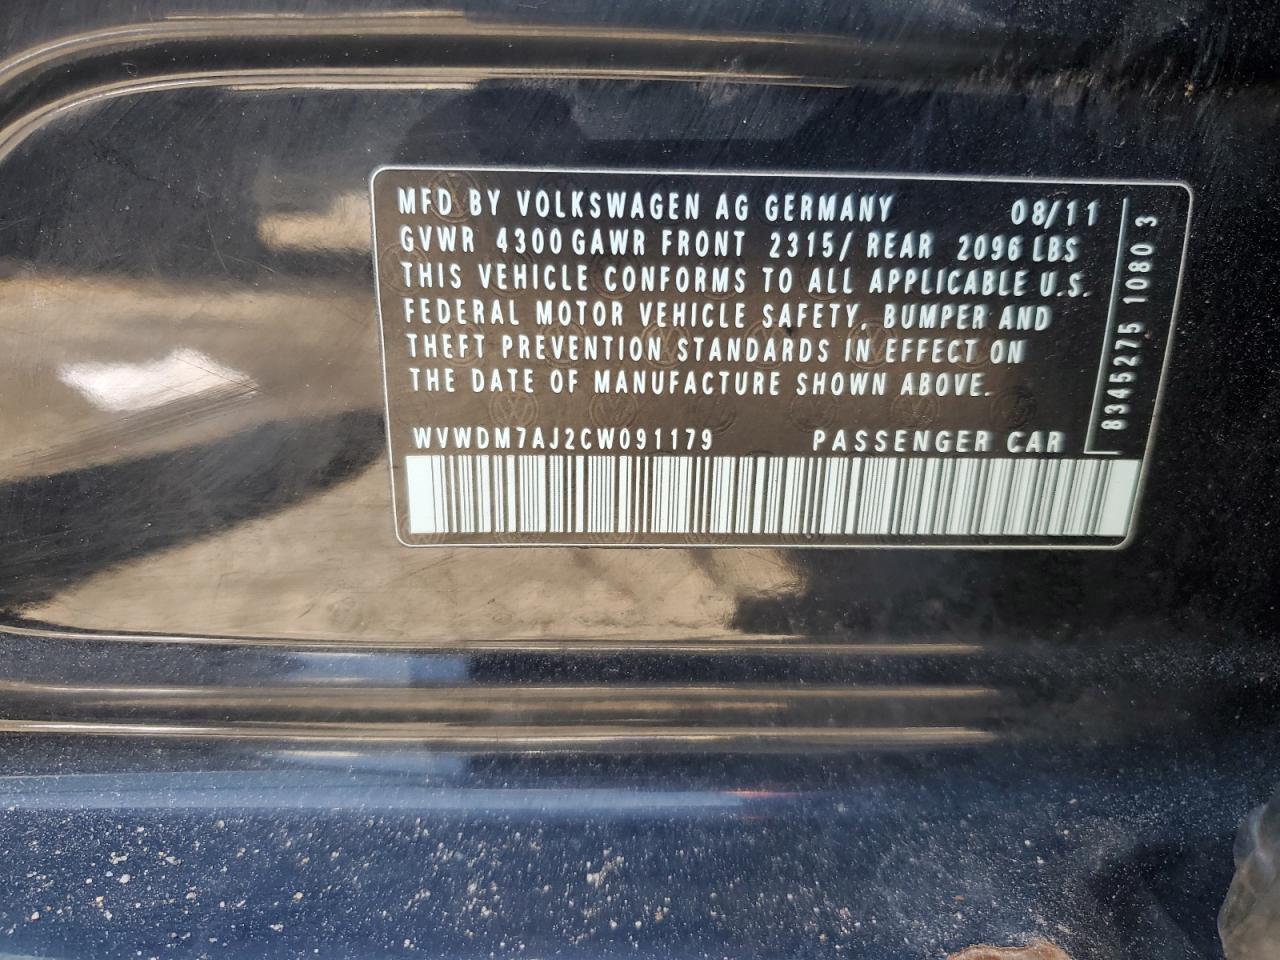 MFD BY VOLKSWAGEN AG GERMANY 08/11
GVWR 4300 GAWR FRONT 2315/ REAR 2096 LBS
THIS VEHICLE CONFORMS TO ALL APPLICABLE U.S.
FEDERAL MOTOR VEHICLE SAFETY, BUMPER AND
THEFT PREVENTION STANDARDS IN EFFECT ON
THE DATE OF MANUFACTURE SHOWN ABOVE.
WVWDM7AJ2CW091179 PASSENGER CAR
8345275 1080 3